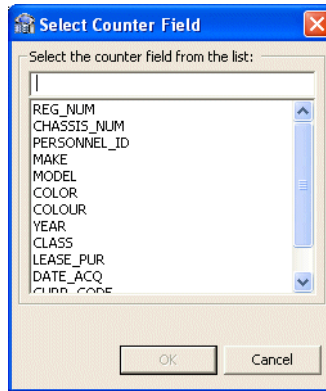 Select Counter Field
Select the counter field from the list:
REG_NUM
CHASSIS_NUM
PERSONNEL_ID
MAKE
MODEL
COLOR
COLOUR
YEAR
CLASS
LEASE_PUR
DATE_ACQ
CURR_CODE
OK
Cancel